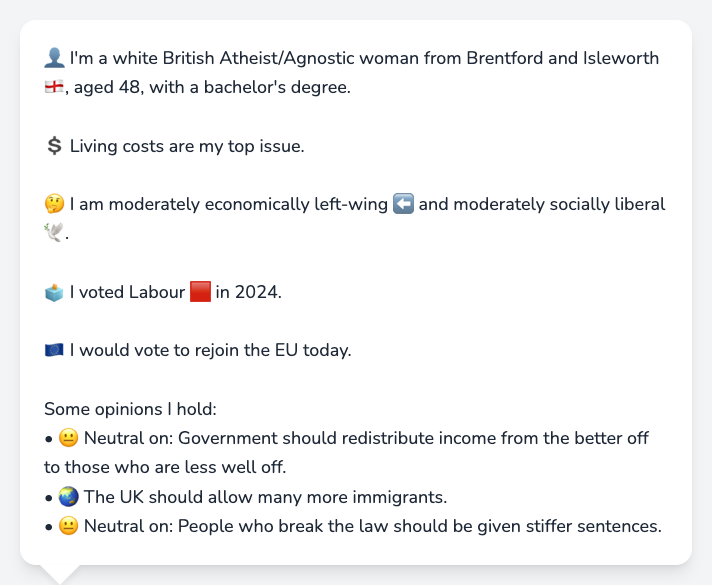 👤 I'm a white British Atheist/Agnostic woman from Brentford and Isleworth
🏴󠁧󠁢󠁥󠁮󠁧󠁿, aged 48, with a bachelor's degree.
💲 Living costs are my top issue.
🤔 I am moderately economically left-wing ⬅️ and moderately socially liberal
🕊️.
🗳️ I voted Labour 🟥 in 2024.
🇪🇺 I would vote to rejoin the EU today.
Some opinions I hold:
• 😐 Neutral on: Government should redistribute income from the better off
to those who are less well off.
• 🌏 The UK should allow many more immigrants.
• 😐 Neutral on: People who break the law should be given stiffer sentences.